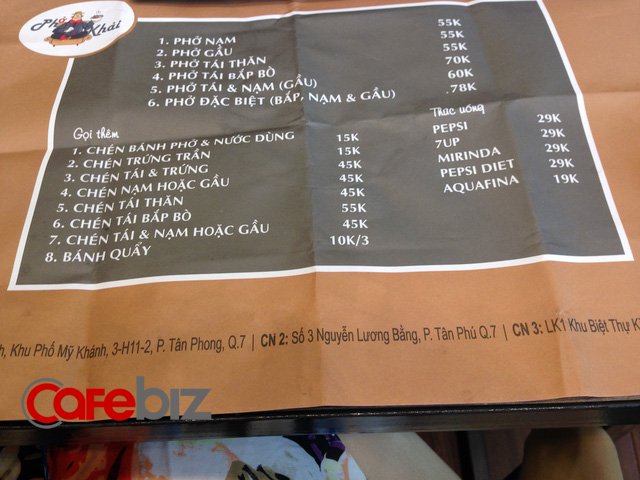 Phở Khải
1. PHỞ NẠM 55K
2. PHỞ GẦU 55K
3. PHỞ TÁI THĂN 55K
4. PHỞ TÁI BẮP BÒ 70K
5. PHỞ TÁI & NẠM (GẦU) 60K
6. PHỞ ĐẶC BIỆT (BẮP, NẠM & GẦU) .78K
Gọi thêm
1. CHÉN BÁNH PHỞ & NƯỚC DÙNG 15K
2. CHÉN TRỨNG TRẦN 15K
3. CHÉN TÁI & TRỨNG 45K
4. CHÉN NẠM HOẶC GẦU 45K
5. CHÉN TÁI THĂN 45K
6. CHÉN TÁI BẮP BÒ 55K
7. CHÉN TÁI & NẠM HOẶC GẦU 45K
8. BÁNH QUẨY 10K/3
Thức uống
PEPSI 29K
7UP 29K
MIRINDA 29K
PEPSI DIET 29K
AQUAFINA 19K
h, Khu Phố Mỹ Khánh, 3-H11-2, P. Tân Phong, Q.7 | CN 2: Số 3 Nguyễn Lương Bằng, P. Tân Phú Q.7 | CN 3: LK1 Khu Biệt Thự K
Cafebiz